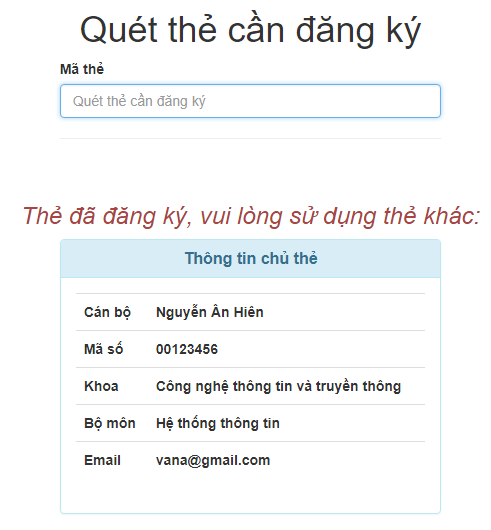 Quét thẻ cần đăng ký
Mã thẻ
Quét thẻ cần đăng ký
Thẻ đã đăng ký, vui lòng sử dụng thẻ khác:
Thông tin chủ thẻ
Cán bộ Nguyễn Ân Hiên
Mã số 00123456
Khoa Công nghệ thông tin và truyền thông
Bộ môn Hệ thống thông tin
Email vana@gmail.com